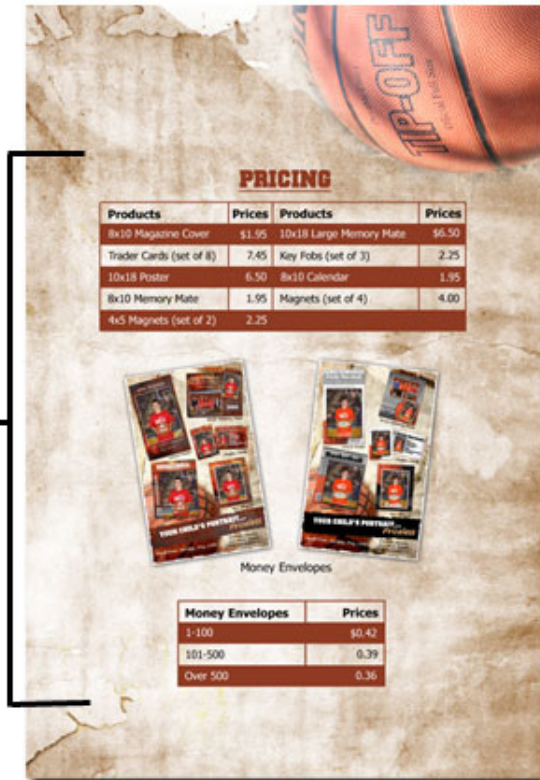 TIP-OFF
PRICING
Products Prices Products Prices
8x10 Magazine Cover $1.95 10x18 Large Memory Mate $6.50
Trader Cards (set of 8) 7.45 Key Fobs (set of 3) 2.25
10x18 Poster 6.50 8x10 Calendar 1.95
8x10 Memory Mate 1.95 Magnets (set of 4) 4.00
4x5 Magnets (set of 2) 2.25
YOUR CHILD'S PORTRAIT...
YOUR CHILD'S PORTRAIT...
Money Envelopes
Money Envelopes Prices
1-100 $0.42
101-500 0.39
Over 500 0.36